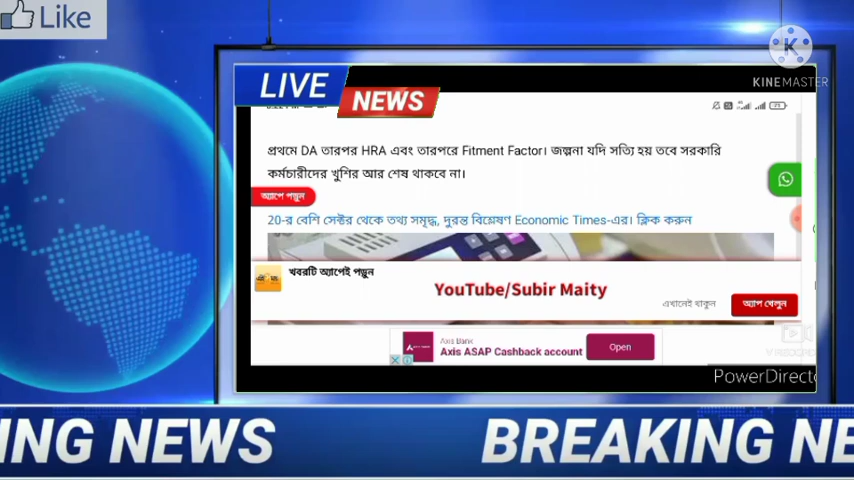 Like
K
KINEMASTER
LIVE
NEWS
প্রথমে DA তারপর HRA এবং তারপরে Fitment Factor। জল্পনা যদি সত্যি হয় তবে সরকারি
কর্মচারীদের খুশির আর শেষ থাকবে না।
অ্যাপে পড়ুন
20-র বেশি সেক্টর থেকে তথ্য সমৃদ্ধ, দুরন্ত বিশ্লেষণ Economic Times-এর। ক্লিক করুন
খবরটি অ্যাপেই পড়ুন
YouTube/Subir Maity
এখানেই থাকুন
অ্যাপ খেলুন
Axis Bank
Axis ASAP Cashback account
Open
PowerDirect
ING NEWS
BREAKING NE